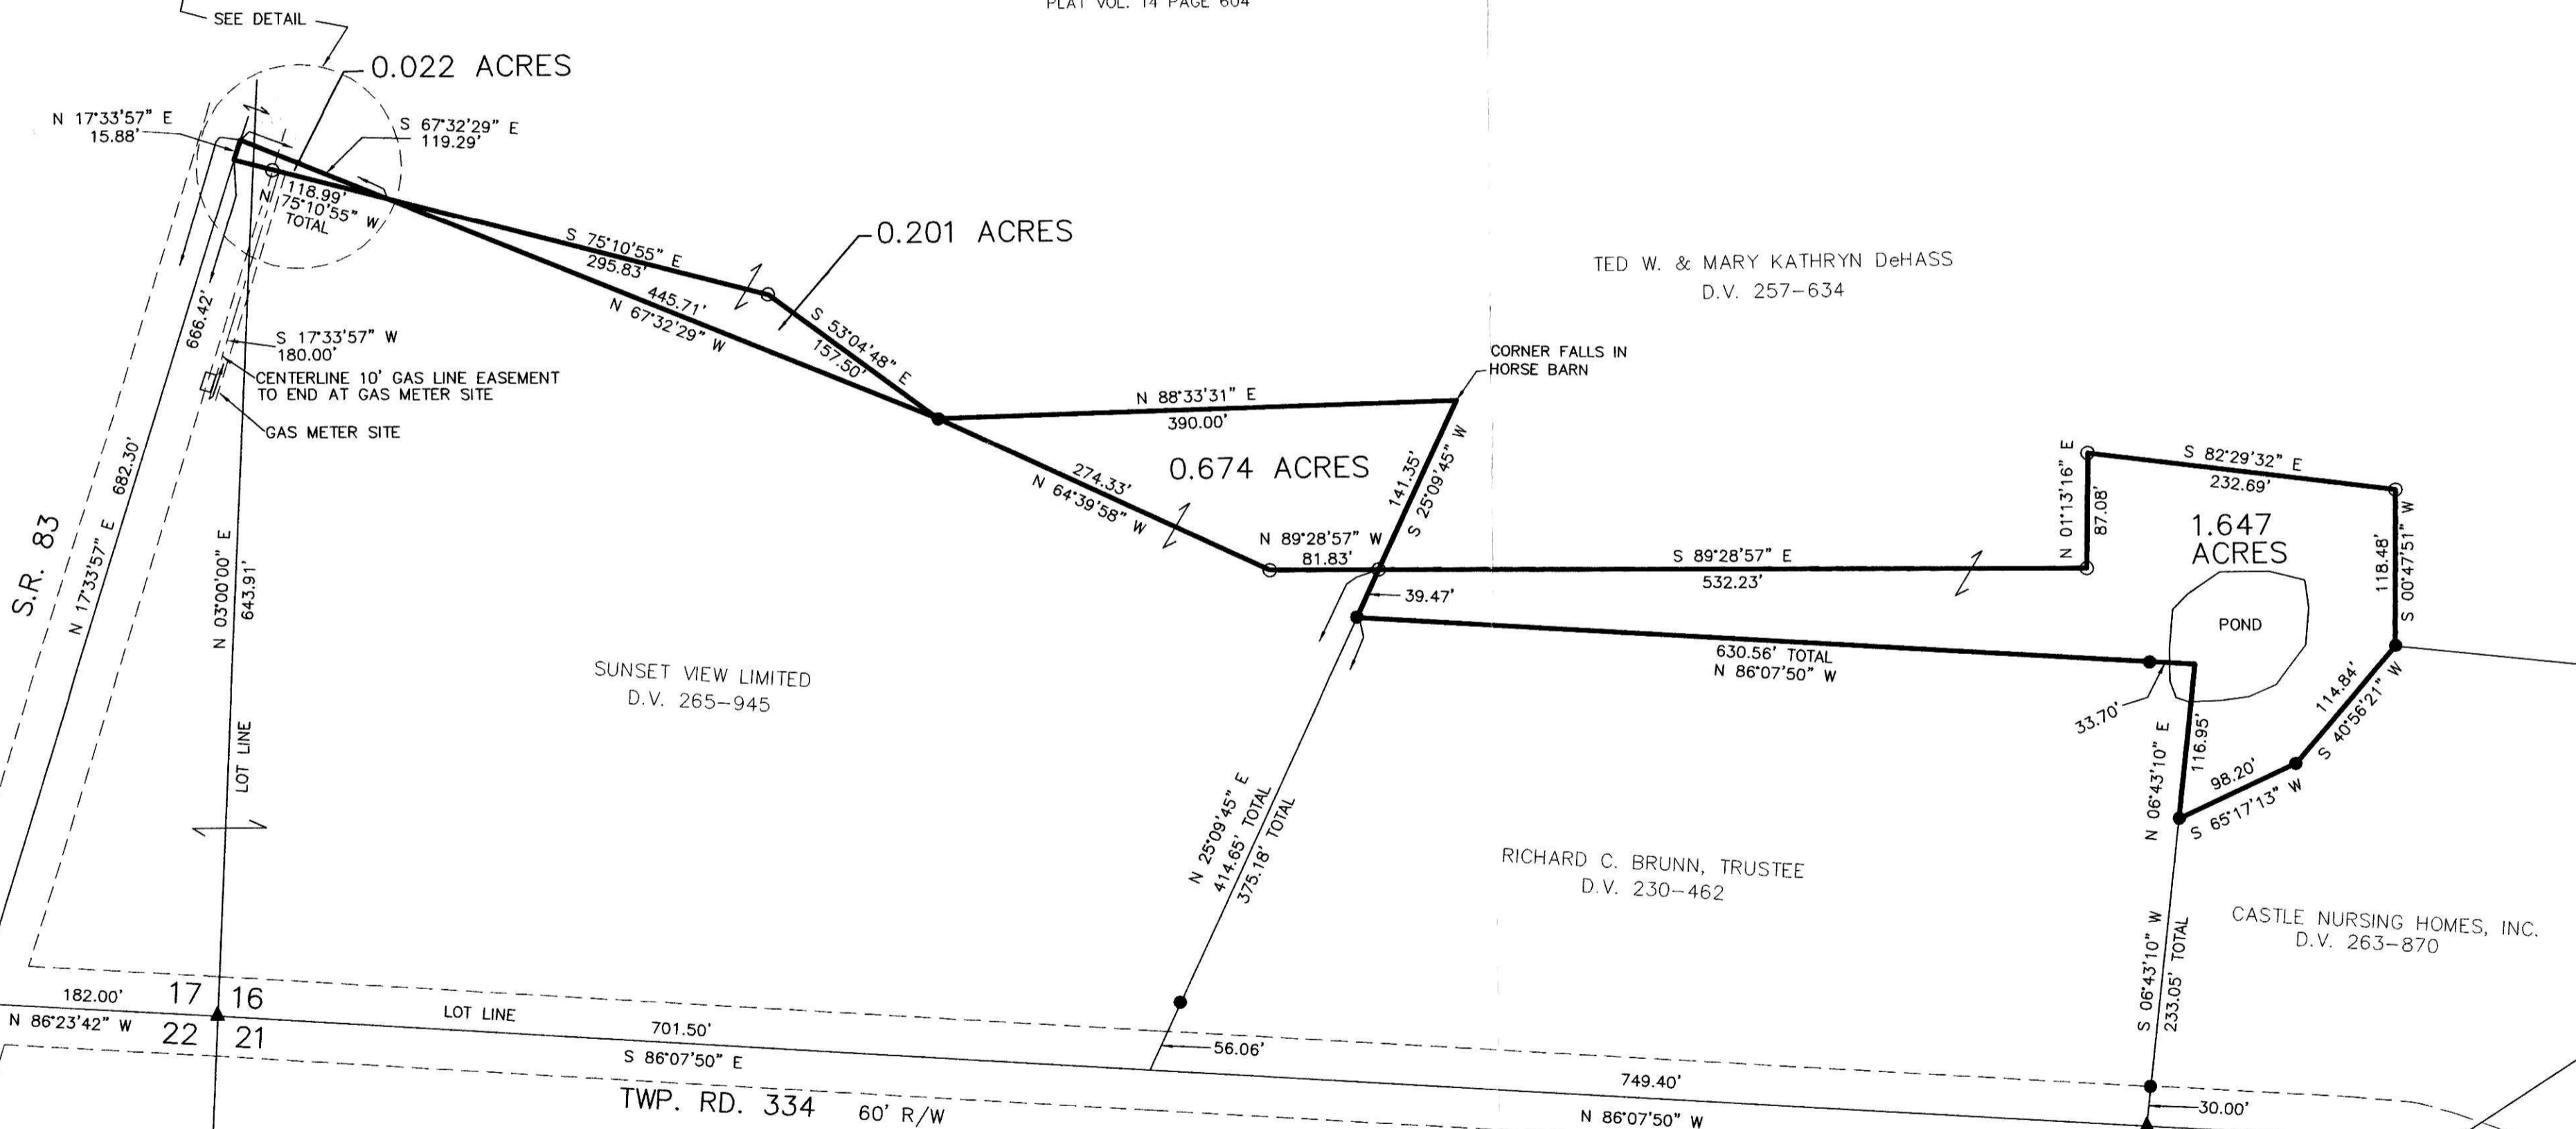 PLAT VOL. 14 PAGE 604
SEE DETAIL
0.022 ACRES
N 17°33'57" E
15.88'
S 67°32'29" E
119.29'
118.99'
N 75°10'55" W
TOTAL
0.201 ACRES
S 75°10'55" E
295.83'
445.71'
N 67°32'29" W
S 53°04'48" E
157.50'
TED W. & MARY KATHRYN DeHASS
D.V. 257-634
CORNER FALLS IN
HORSE BARN
N 88°33'31" E
390.00'
0.674 ACRES
141.35'
S 25°09'45" W
274.33'
N 64°39'58" W
N 89°28'57" W
81.83'
S 89°28'57" E
532.23'
39.47'
N 01°13'16" E
87.08'
S 82°29'32" E
232.69'
1.647
ACRES
118.48'
S 00°47'51" W
POND
630.56' TOTAL
N 86°07'50" W
33.70'
114.84'
S 40°56'21" W
98.20'
S 65°17'13" W
N 06°43'10" E
116.95'
666.42'
S 17°33'57" W
180.00'
CENTERLINE 10' GAS LINE EASEMENT
TO END AT GAS METER SITE
GAS METER SITE
S.R. 83
N 17°33'57" E
682.30'
N 03°00'00" E
643.91'
LOT LINE
SUNSET VIEW LIMITED
D.V. 265-945
N 25°09'45" E
414.65' TOTAL
375.18' TOTAL
RICHARD C. BRUNN, TRUSTEE
D.V. 230-462
S 06°43'10" W
233.05' TOTAL
CASTLE NURSING HOMES, INC.
D.V. 263-870
182.00'
N 86°23'42" W
17
16
22
21
LOT LINE
701.50'
S 86°07'50" E
56.06'
749.40'
N 86°07'50" W
30.00'
TWP. RD. 334
60' R/W